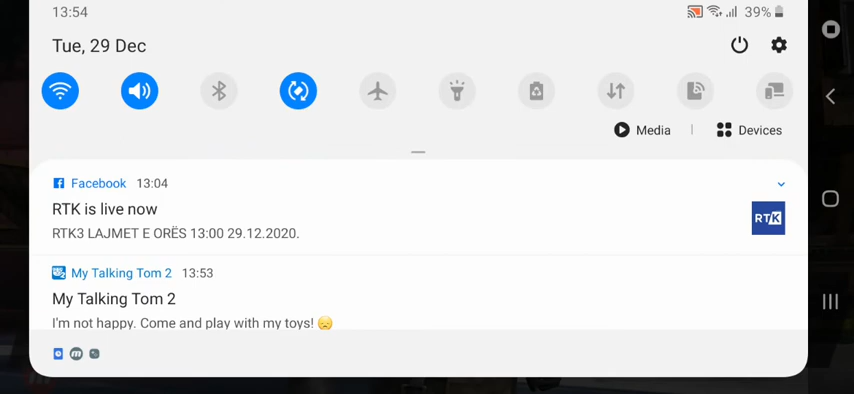 13:54
39%
Tue, 29 Dec
Media
Devices
Facebook 13:04
RTK is live now
RTK3 LAJMET E ORËS 13:00 29.12.2020.
RTK
My Talking Tom 2 13:53
My Talking Tom 2
I'm not happy. Come and play with my toys! 😞